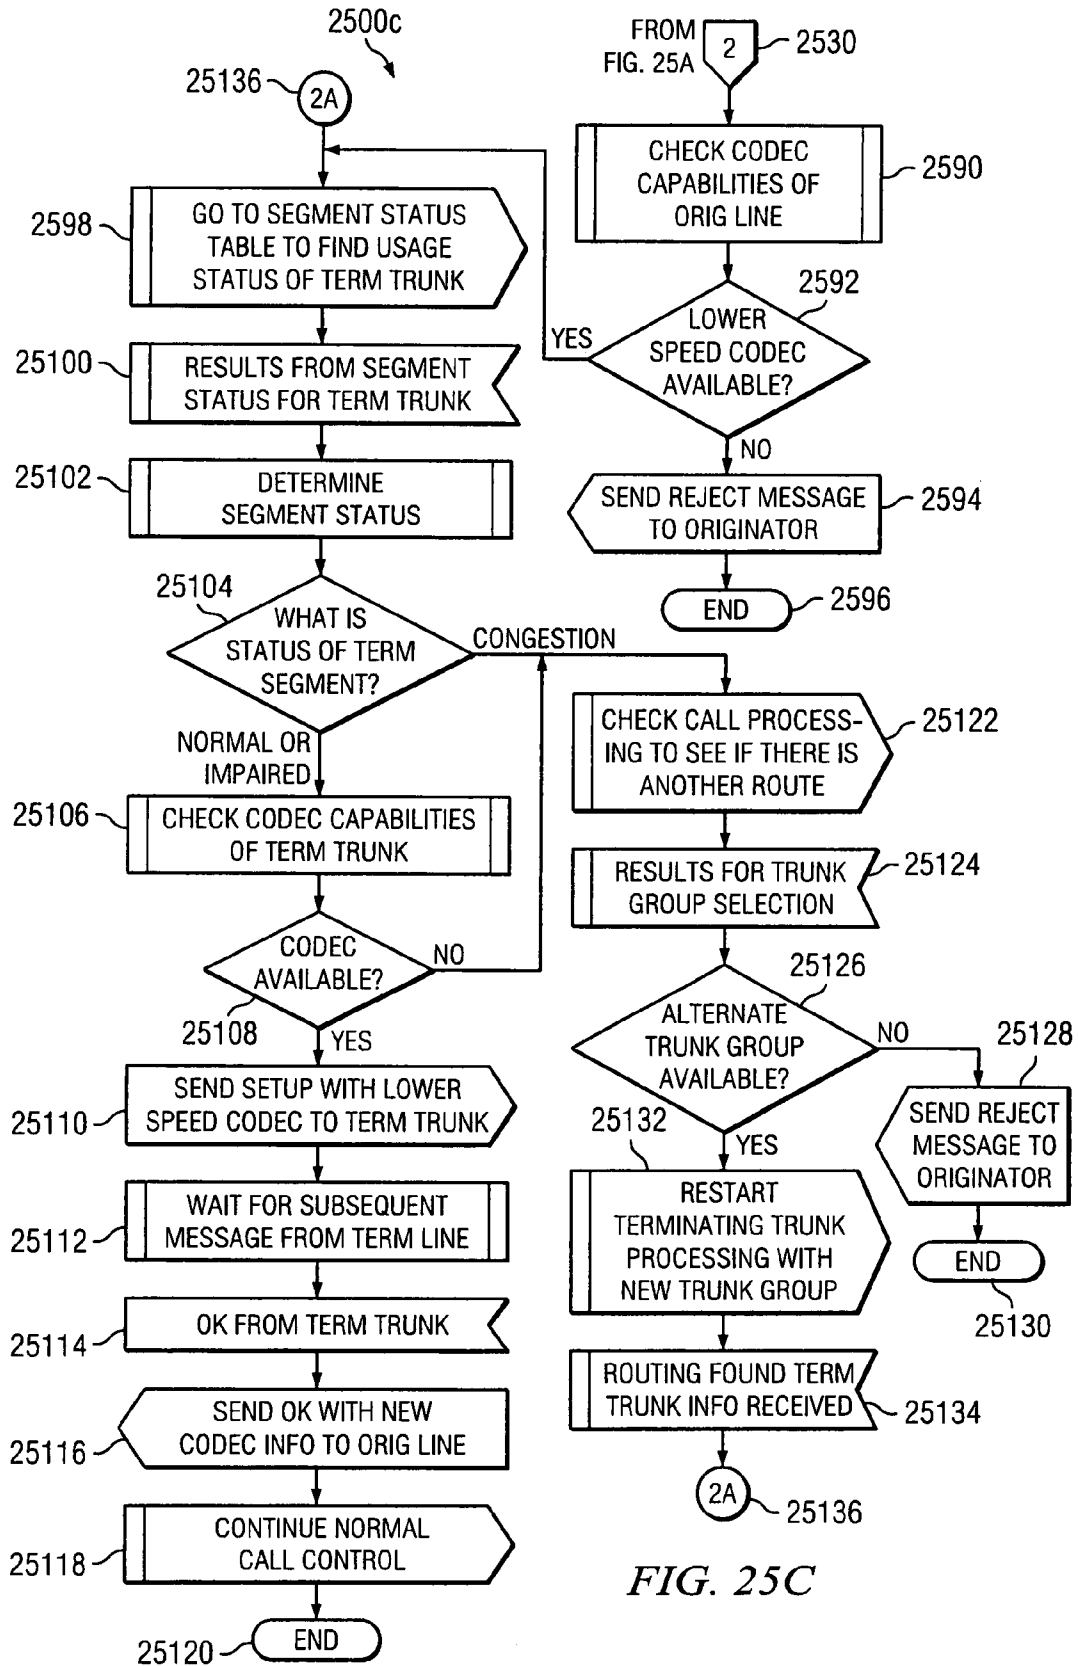 2500c
FROM
FIG. 25A
2
2530
25136
2A
CHECK CODEC
CAPABILITIES OF
ORIG LINE
2590
2598
GO TO SEGMENT STATUS
TABLE TO FIND USAGE
STATUS OF TERM TRUNK
2592
LOWER
SPEED CODEC
AVAILABLE?
YES
NO
25100
RESULTS FROM SEGMENT
STATUS FOR TERM TRUNK
25102
DETERMINE
SEGMENT STATUS
SEND REJECT MESSAGE
TO ORIGINATOR
2594
END
2596
25104
WHAT IS
STATUS OF TERM
SEGMENT?
CONGESTION
NORMAL OR
IMPAIRED
CHECK CALL PROCESS-
ING TO SEE IF THERE IS
ANOTHER ROUTE
25122
25106
CHECK CODEC CAPABILITIES
OF TERM TRUNK
RESULTS FOR TRUNK
GROUP SELECTION
25124
CODEC
AVAILABLE?
NO
25108
YES
25126
ALTERNATE
TRUNK GROUP
AVAILABLE?
NO
YES
25128
SEND REJECT
MESSAGE TO
ORIGINATOR
END
25130
25110
SEND SETUP WITH LOWER
SPEED CODEC TO TERM TRUNK
25132
RESTART
TERMINATING TRUNK
PROCESSING WITH
NEW TRUNK GROUP
25112
WAIT FOR SUBSEQUENT
MESSAGE FROM TERM LINE
25114
OK FROM TERM TRUNK
ROUTING FOUND TERM
TRUNK INFO RECEIVED
25134
25116
SEND OK WITH NEW
CODEC INFO TO ORIG LINE
2A
25136
25118
CONTINUE NORMAL
CALL CONTROL
25120
END
FIG. 25C